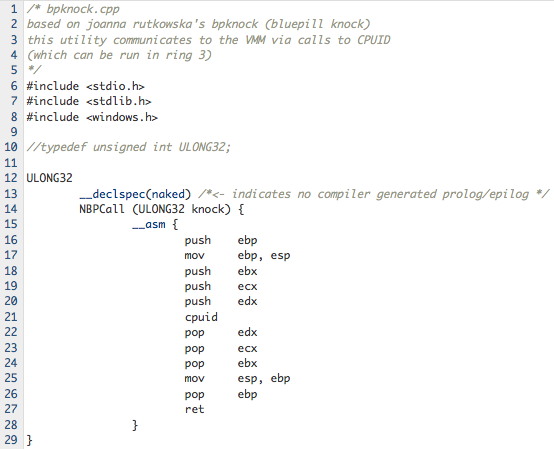 1 /* bpknock.cpp
2 based on joanna rutkowska's bpknock (bluepill knock)
3 this utility communicates to the VMM via calls to CPUID
4 (which can be run in ring 3)
5 */
6 #include <stdio.h>
7 #include <stdlib.h>
8 #include <windows.h>
9
10 //typedef unsigned int ULONG32;
11
12 ULONG32
13 __declspec(naked) /*<- indicates no compiler generated prolog/epilog */
14 NBPCall (ULONG32 knock) {
15 __asm {
16 push ebp
17 mov ebp, esp
18 push ebx
19 push ecx
20 push edx
21 cpuid
22 pop edx
23 pop ecx
24 pop ebx
25 mov esp, ebp
26 pop ebp
27 ret
28 }
29 }